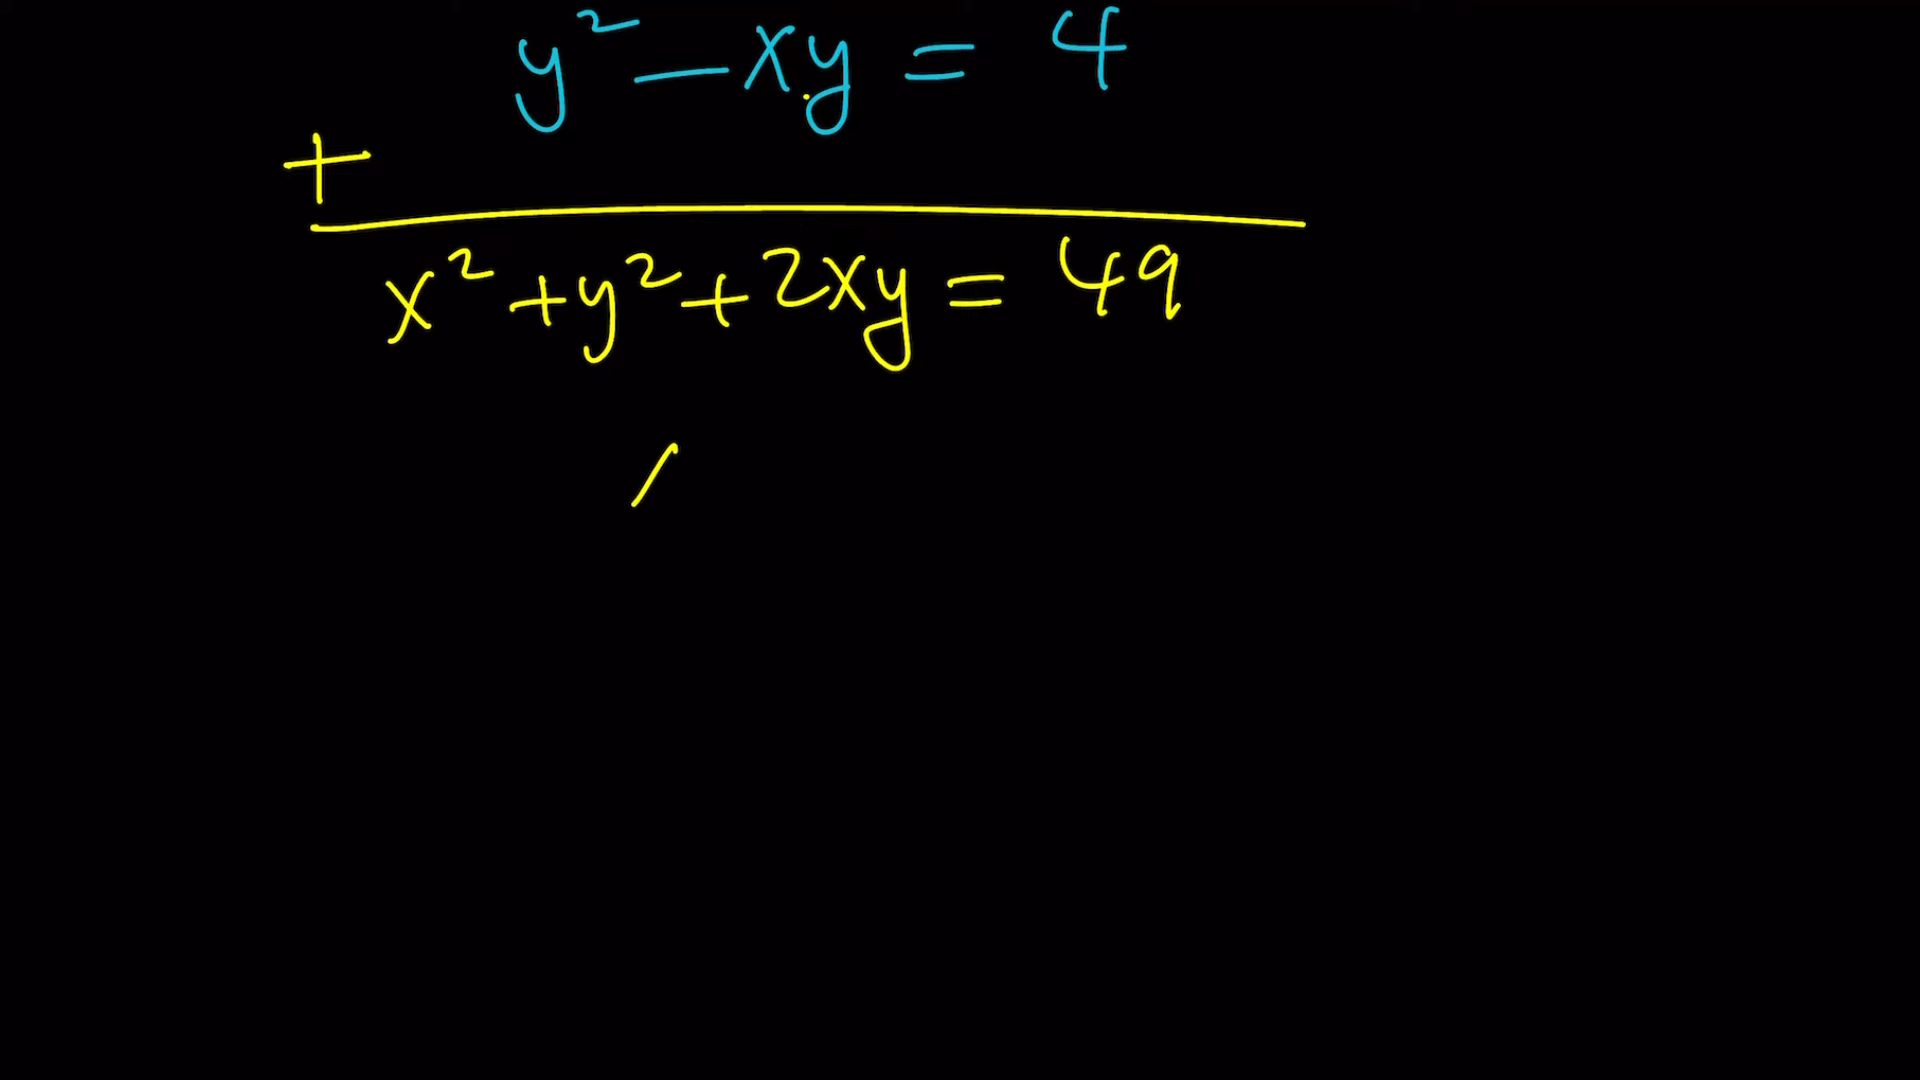 y² - xy = 4
+
x² + y² + 2xy = 49